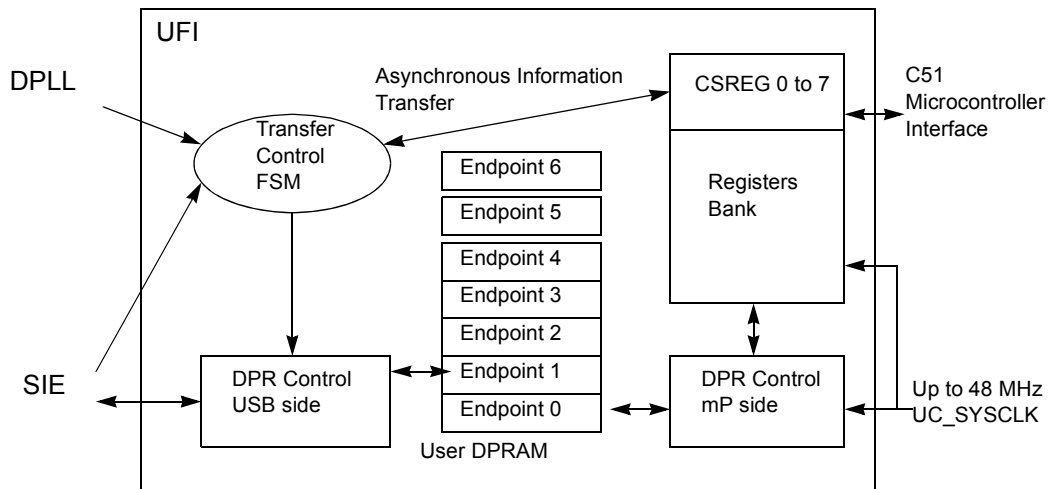 UFI
DPLL
Asynchronous Information
Transfer
CSREG 0 to 7
C51
Microcontroller
Interface
Transfer
Control
FSM
Registers
Bank
Endpoint 6
Endpoint 5
Endpoint 4
Endpoint 3
Endpoint 2
Endpoint 1
Endpoint 0
User DPRAM
SIE
DPR Control
USB side
DPR Control
mP side
Up to 48 MHz
UC_SYSCLK